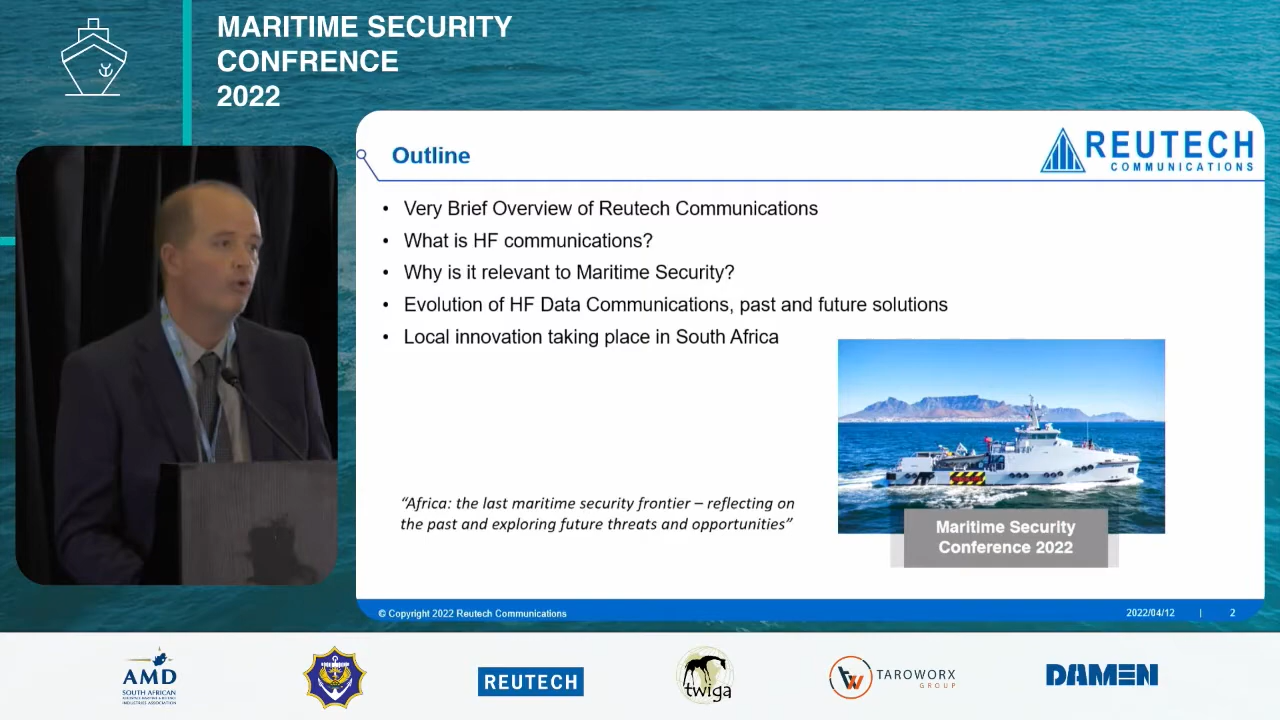 MARITIME SECURITY
CONFRENCE
2022
Outline
REUTECH
COMMUNICATIONS
• Very Brief Overview of Reutech Communications
• What is HF communications?
• Why is it relevant to Maritime Security?
• Evolution of HF Data Communications, past and future solutions
• Local innovation taking place in South Africa
“Africa: the last maritime security frontier – reflecting on
the past and exploring future threats and opportunities”
Maritime Security
Conference 2022
© Copyright 2022 Reutech Communications
2022/04/12 | 2
AMD
SOUTH AFRICAN
INDUSTRIES ASSOCIATION
REUTECH
twiga
TAROWORX
GROUP
DAMEN